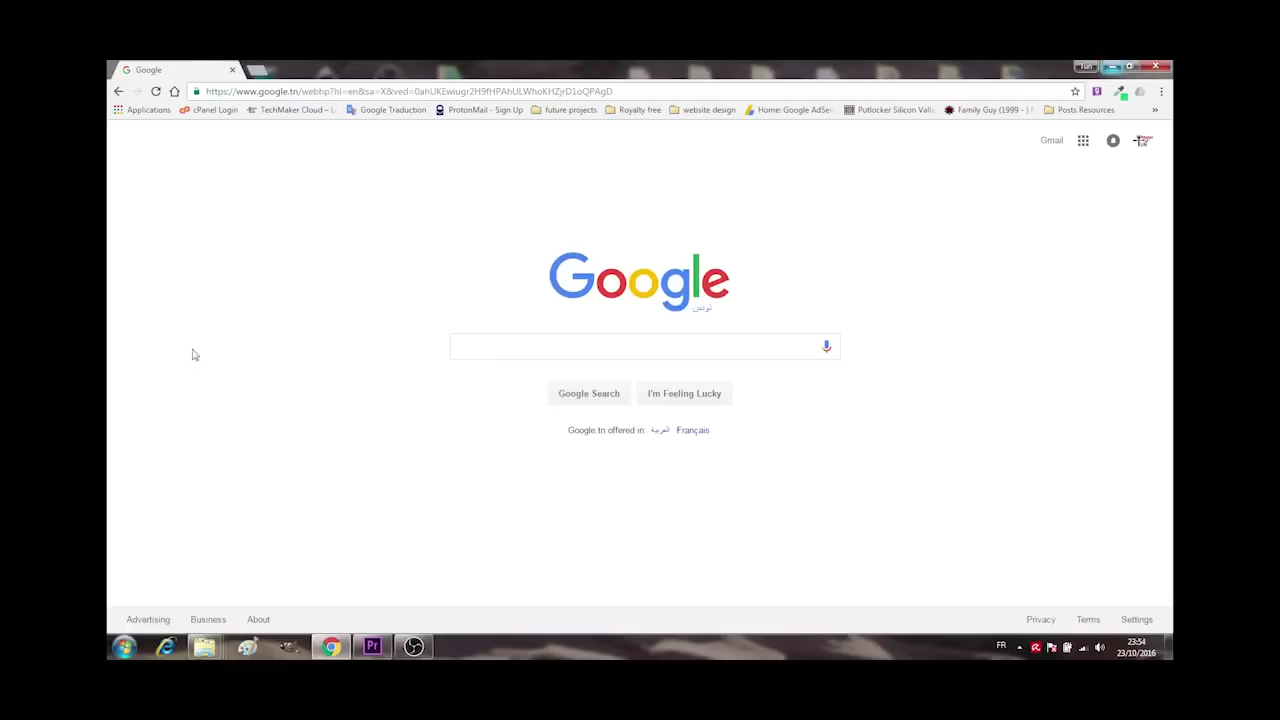 Google
https://www.google.tn/webhp?hl=en&sa=X&ved=0ahUKEwiugr2H9fHPAhULWhoKHZjrD1oQPAgD
Applications cPanel Login TechMaker Cloud – L Google Traduction ProtonMail - Sign Up future projects Royalty free website design Home: Google AdSen Putlocker Silicon Valle Family Guy (1999 - ) Posts Resources »
Gmail
Google
تونس
Google Search I'm Feeling Lucky
Google.tn offered in: العربية Français
Advertising Business About Privacy Terms Settings
Pr FR 23:54
23/10/2016